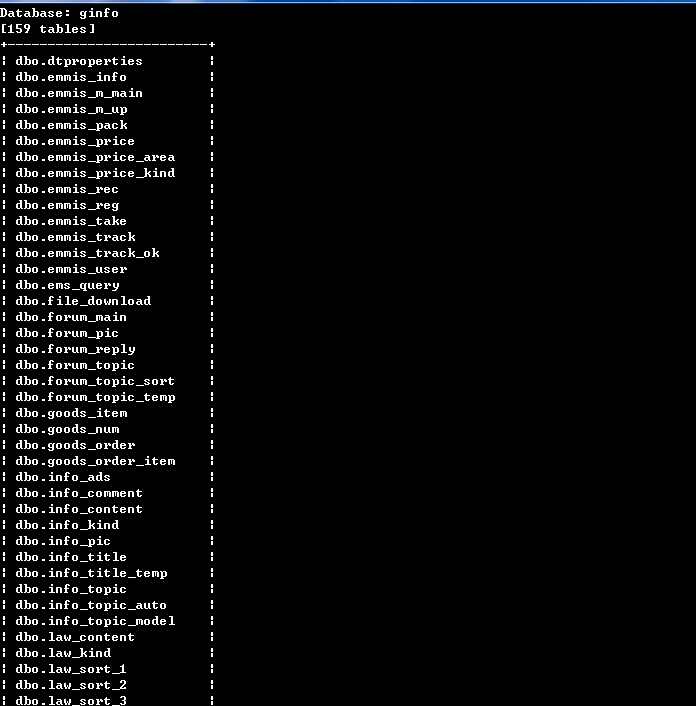 Database: ginfo
[159 tables]
+-------------------------+
¦ dbo.dtproperties ¦
¦ dbo.emmis_info ¦
¦ dbo.emmis_m_main ¦
¦ dbo.emmis_m_up ¦
¦ dbo.emmis_pack ¦
¦ dbo.emmis_price ¦
¦ dbo.emmis_price_area ¦
¦ dbo.emmis_price_kind ¦
¦ dbo.emmis_rec ¦
¦ dbo.emmis_reg ¦
¦ dbo.emmis_take ¦
¦ dbo.emmis_track ¦
¦ dbo.emmis_track_ok ¦
¦ dbo.emmis_user ¦
¦ dbo.ems_query ¦
¦ dbo.file_download ¦
¦ dbo.forum_main ¦
¦ dbo.forum_pic ¦
¦ dbo.forum_reply ¦
¦ dbo.forum_topic ¦
¦ dbo.forum_topic_sort ¦
¦ dbo.forum_topic_temp ¦
¦ dbo.goods_item ¦
¦ dbo.goods_num ¦
¦ dbo.goods_order ¦
¦ dbo.goods_order_item ¦
¦ dbo.info_ads ¦
¦ dbo.info_comment ¦
¦ dbo.info_content ¦
¦ dbo.info_kind ¦
¦ dbo.info_pic ¦
¦ dbo.info_title ¦
¦ dbo.info_title_temp ¦
¦ dbo.info_topic ¦
¦ dbo.info_topic_auto ¦
¦ dbo.info_topic_model ¦
¦ dbo.law_content ¦
¦ dbo.law_kind ¦
¦ dbo.law_sort_1 ¦
¦ dbo.law_sort_2 ¦
¦ dbo.law_sort_3 ¦